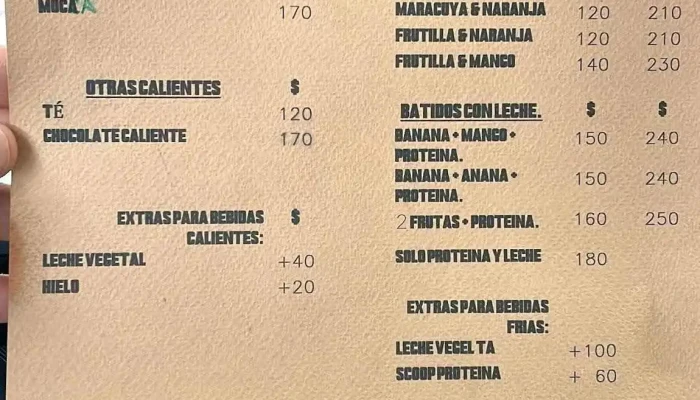 MOCA 170
OTRAS CALIENTES $
TÉ 120
CHOCOLATE CALIENTE 170
EXTRAS PARA BEBIDAS $
CALIENTES:
LECHE VEGETAL +40
HIELO +20
MARACUYA & NARANJA 120 210
FRUTILLA & NARANJA 120 210
FRUTILLA & MANGO 140 230
BATIDOS CON LECHE. $ $
BANANA + MANGO + 150 240
PROTEINA.
BANANA + ANANA + 150 240
PROTEINA.
2 FRUTAS + PROTEINA. 160 250
SOLO PROTEINA Y LECHE 180
EXTRAS PARA BEBIDAS
FRIAS:
LECHE VEGEL TA +100
SCOOP PROTEINA + 60